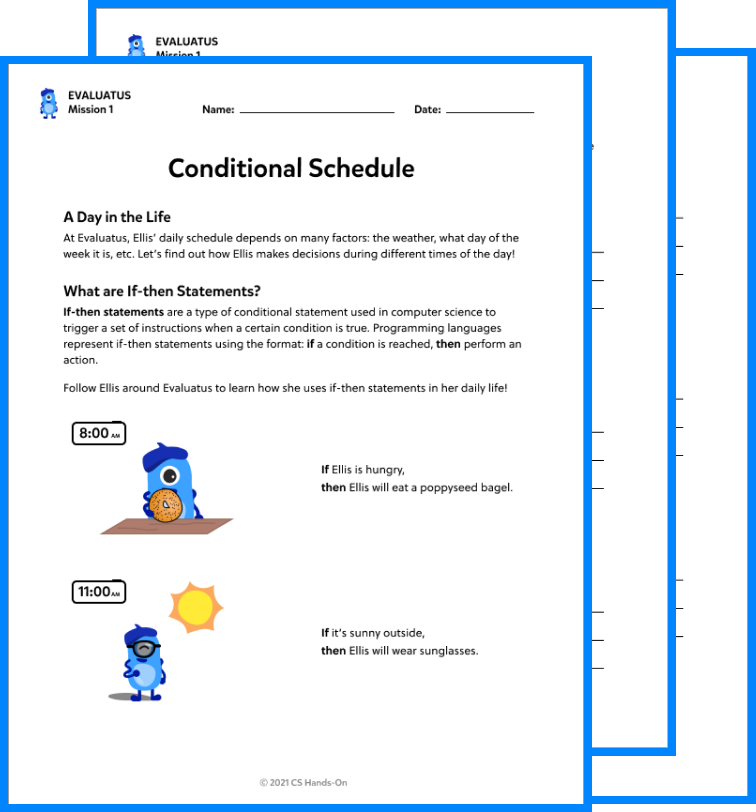 EVALUATUS
Mission 1
EVALUATUS
Mission 1
Name:
Date:
Conditional Schedule
A Day in the Life
At Evaluatus, Ellis’ daily schedule depends on many factors: the weather, what day of the
week it is, etc. Let’s find out how Ellis makes decisions during different times of the day!
What are If-then Statements?
If-then statements are a type of conditional statement used in computer science to
trigger a set of instructions when a certain condition is true. Programming languages
represent if-then statements using the format: if a condition is reached, then perform an
action.
Follow Ellis around Evaluatus to learn how she uses if-then statements in her daily life!
8:00 AM
If Ellis is hungry,
then Ellis will eat a poppyseed bagel.
11:00 AM
If it’s sunny outside,
then Ellis will wear sunglasses.
© 2021 CS Hands-On